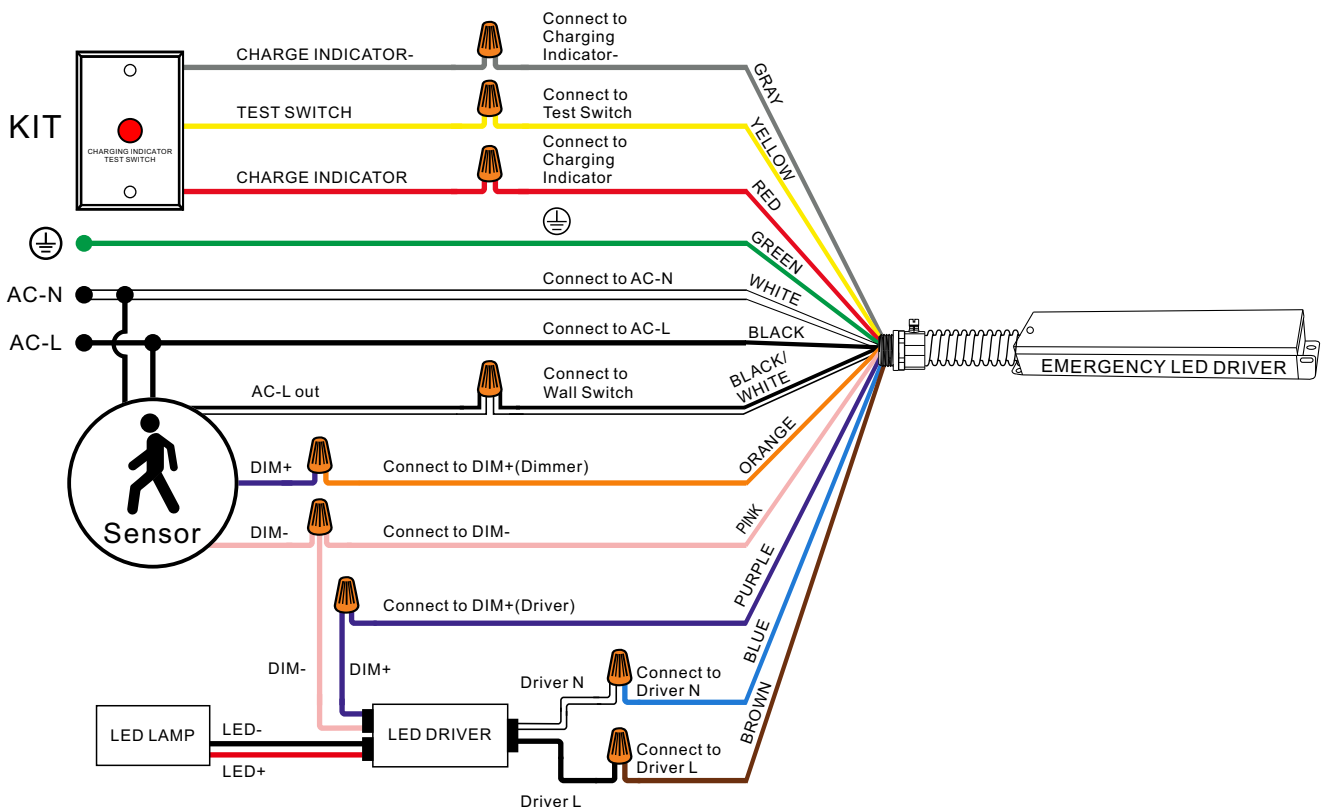 CHARGE INDICATOR-
Connect to
Charging
Indicator-
GRAY
KIT
CHARGING INDICATOR
TEST SWITCH
TEST SWITCH
Connect to
Test Switch
YELLOW
CHARGE INDICATOR
Connect to
Charging
Indicator
RED
GREEN
AC-N
Connect to AC-N
WHITE
AC-L
Connect to AC-L
BLACK
EMERGENCY LED DRIVER
AC-L out
Connect to
Wall Switch
BLACK/
WHITE
Sensor
DIM+
Connect to DIM+(Dimmer)
ORANGE
DIM-
Connect to DIM-
PINK
Connect to DIM+(Driver)
PURPLE
DIM-
DIM+
Driver N
Connect to
Driver N
BLUE
LED LAMP
LED-
LED+
LED DRIVER
Connect to
Driver L
BROWN
Driver L